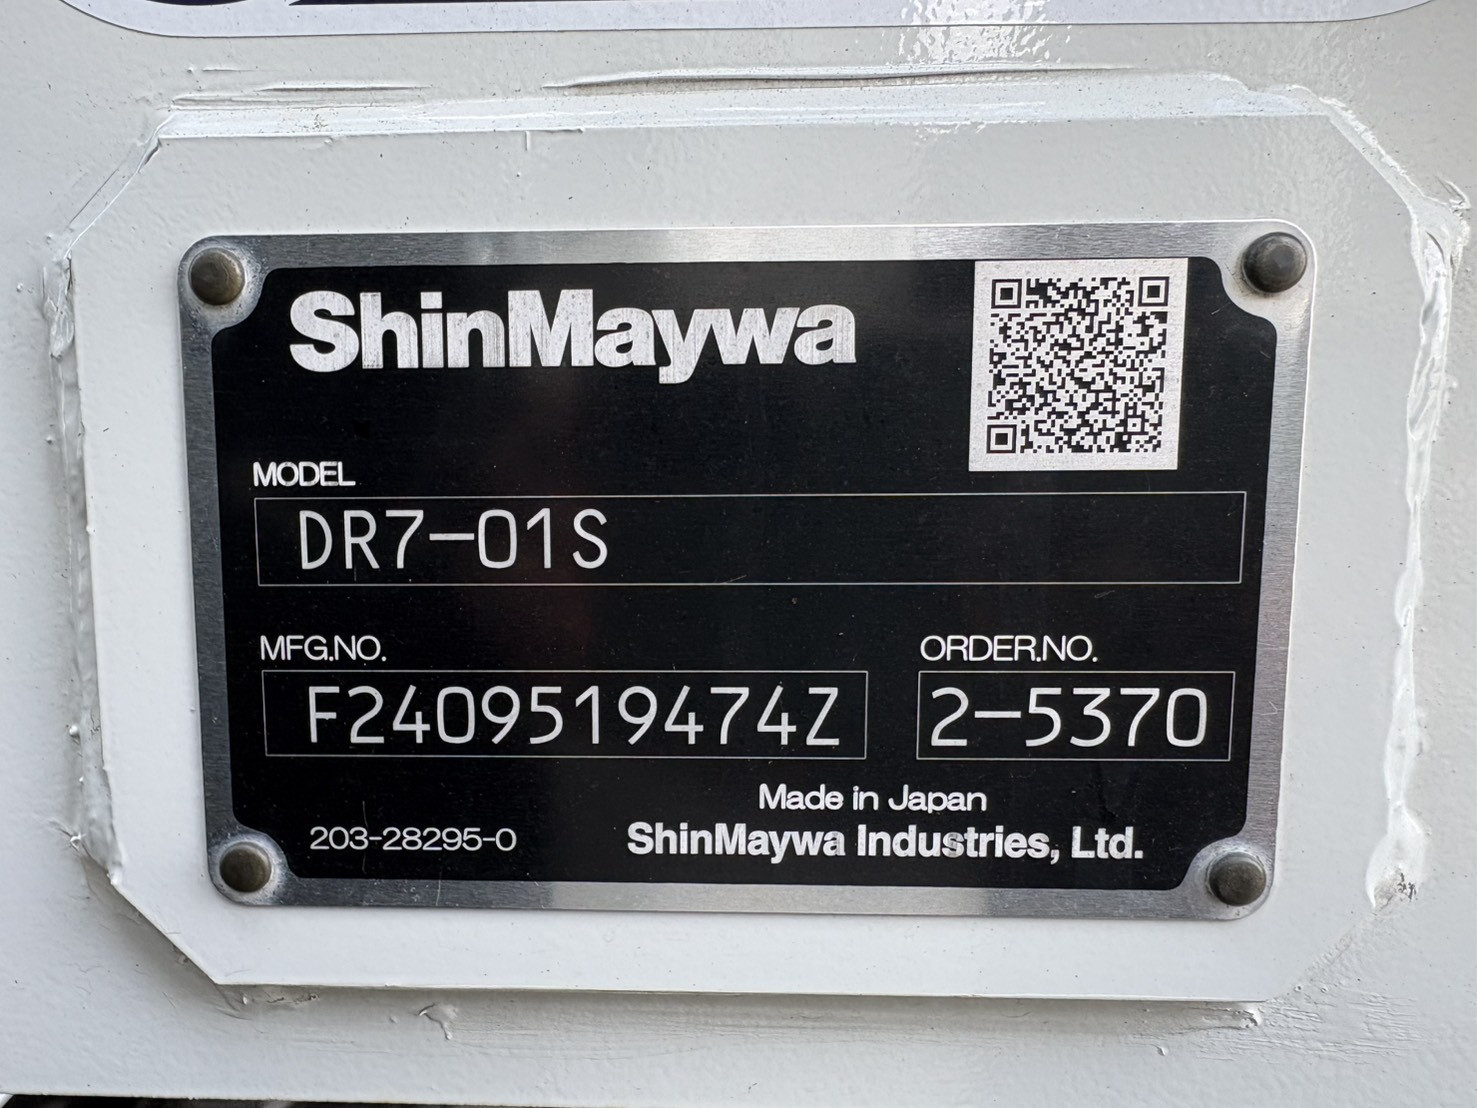 ShinMaywa
MODEL
DR7-01S
MFG.NO. ORDER.NO.
F2409519474Z 2-5370
Made in Japan
203-28295-0 ShinMaywa Industries, Ltd.